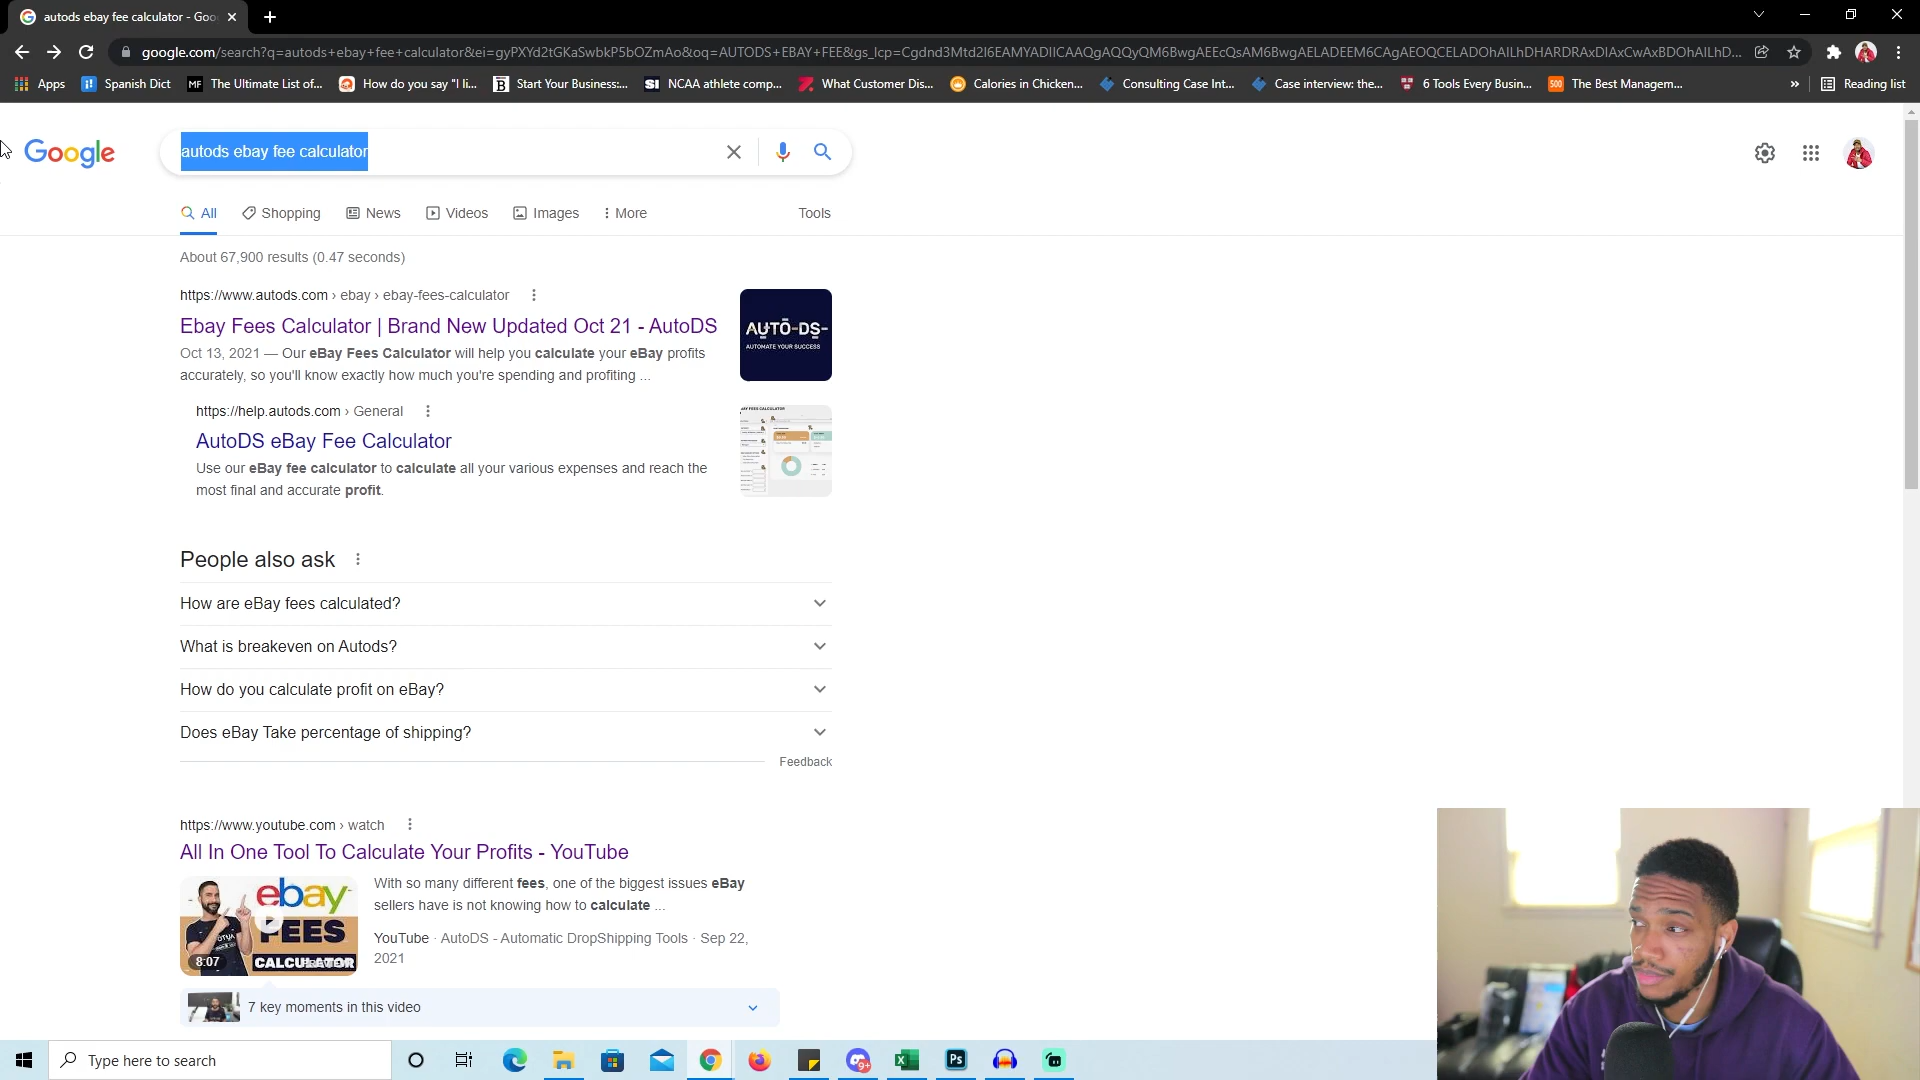 autods ebay fee calculator - Goo
google.com/search?q=autods+ebay+fee+calculator&ei=gyPXYd2tGKaSwbkP5bOZmAo&oq=AUTODS+EBAY+FEE&gs_lcp=Cgdnd3Mtd2l6EAMYADIICAAQgAQQyQM6BwgAEEcQsAM6BwgAELADEEM6CAgAEOQCELADOhAILhDHARDRAxDIAxCwAxBDOhAILhD...
Apps
Spanish Dict
MF The Ultimate List of...
How do you say "I li...
B Start Your Business:...
SI NCAA athlete comp...
What Customer Dis...
Calories in Chicken...
Consulting Case Int...
Case interview: the...
6 Tools Every Busin...
500 The Best Managem...
»
Reading list
Google
autods ebay fee calculator
All
Shopping
News
Videos
Images
More
Tools
About 67,900 results (0.47 seconds)
https://www.autods.com › ebay › ebay-fees-calculator
Ebay Fees Calculator | Brand New Updated Oct 21 - AutoDS
Oct 13, 2021 — Our eBay Fees Calculator will help you calculate your eBay profits
accurately, so you'll know exactly how much you're spending and profiting ...
AUTO-DS-
AUTOMATE YOUR SUCCESS
https://help.autods.com › General
AutoDS eBay Fee Calculator
Use our eBay fee calculator to calculate all your various expenses and reach the
most final and accurate profit.
People also ask
How are eBay fees calculated?
What is breakeven on Autods?
How do you calculate profit on eBay?
Does eBay Take percentage of shipping?
Feedback
https://www.youtube.com › watch
All In One Tool To Calculate Your Profits - YouTube
ebay
FEES
CALCULATOR
8:07
With so many different fees, one of the biggest issues eBay
sellers have is not knowing how to calculate ...
YouTube · AutoDS - Automatic DropShipping Tools · Sep 22,
2021
7 key moments in this video
Type here to search
9+
Ps